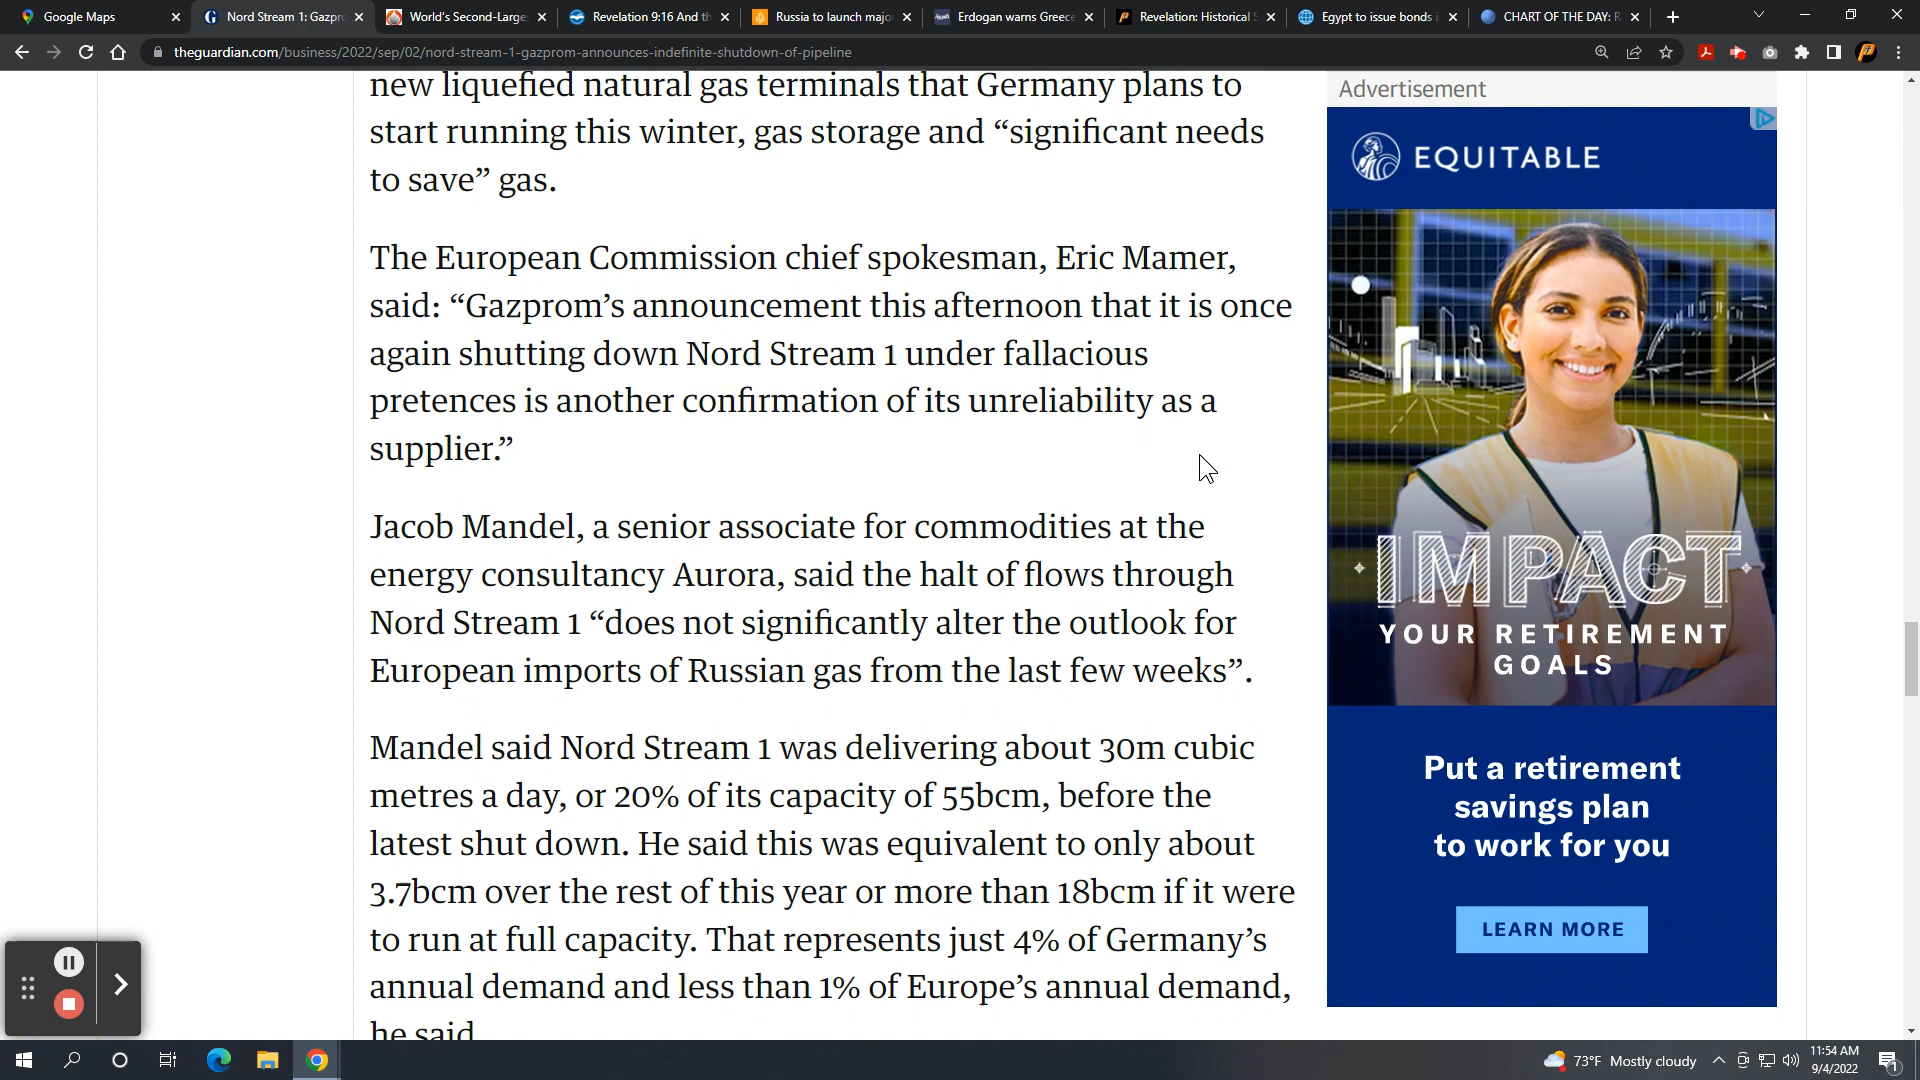 Google Maps
Nord Stream 1: Gazpr
World's Second-Large
Revelation 9:16 And th
Russia to launch majo
Erdogan warns Greece
Revelation: Historical S
Egypt to issue bonds i
CHART OF THE DAY: R
theguardian.com/business/2022/sep/02/nord-stream-1-gazprom-announces-indefinite-shutdown-of-pipeline
new liquefied natural gas terminals that Germany plans to
start running this winter, gas storage and “significant needs
to save” gas.
The European Commission chief spokesman, Eric Mamer,
said: “Gazprom’s announcement this afternoon that it is once
again shutting down Nord Stream 1 under fallacious
pretences is another confirmation of its unreliability as a
supplier.”
Jacob Mandel, a senior associate for commodities at the
energy consultancy Aurora, said the halt of flows through
Nord Stream 1 “does not significantly alter the outlook for
European imports of Russian gas from the last few weeks”.
Mandel said Nord Stream 1 was delivering about 30m cubic
metres a day, or 20% of its capacity of 55bcm, before the
latest shut down. He said this was equivalent to only about
3.7bcm over the rest of this year or more than 18bcm if it were
to run at full capacity. That represents just 4% of Germany’s
annual demand and less than 1% of Europe’s annual demand,
he said
Advertisement
EQUITABLE
IMPACT
YOUR RETIREMENT
GOALS
Put a retirement
savings plan
to work for you
LEARN MORE
73°F Mostly cloudy
11:54 AM
9/4/2022
1